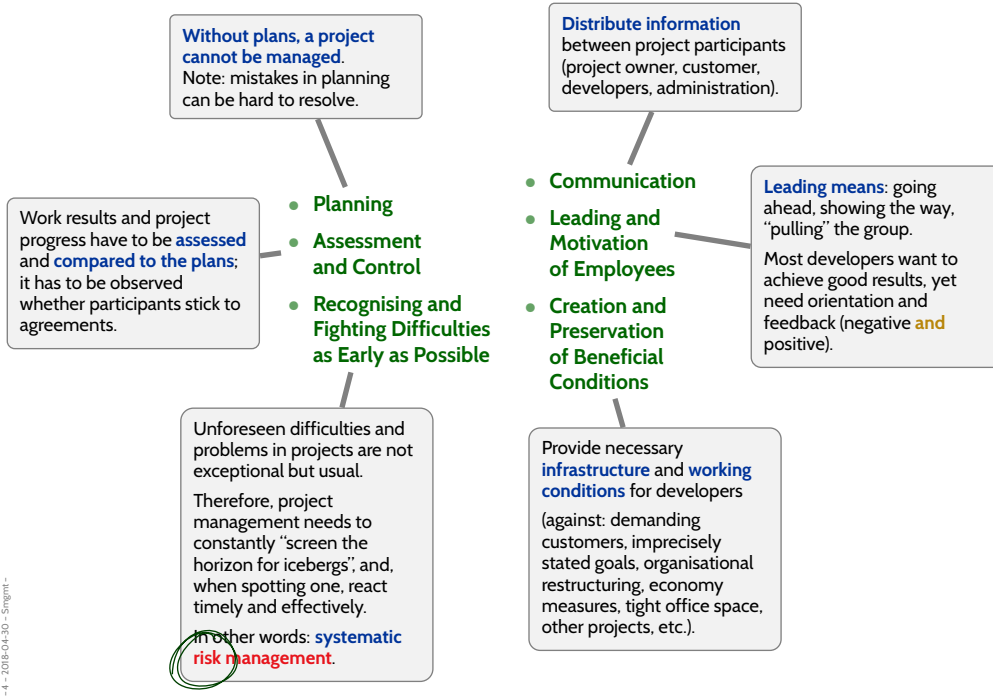 Without plans, a project
cannot be managed.
Note: mistakes in planning
can be hard to resolve.
Distribute information
between project participants
(project owner, customer,
developers, administration).
Work results and project
progress have to be assessed
and compared to the plans;
it has to be observed
whether participants stick to
agreements.
• Planning
• Assessment
and Control
• Recognising and
Fighting Difficulties
as Early as Possible
• Communication
• Leading and
Motivation
of Employees
• Creation and
Preservation
of Beneficial
Conditions
Leading means: going
ahead, showing the way,
“pulling” the group.
Most developers want to
achieve good results, yet
need orientation and
feedback (negative and
positive).
Unforeseen difficulties and
problems in projects are not
exceptional but usual.
Therefore, project
management needs to
constantly “screen the
horizon for icebergs”, and,
when spotting one, react
timely and effectively.
In other words: systematic
risk management.
Provide necessary
infrastructure and working
conditions for developers
(against: demanding
customers, imprecisely
stated goals, organisational
restructuring, economy
measures, tight office space,
other projects, etc.).
– 4 – 2018-04-30 – Smgmt –